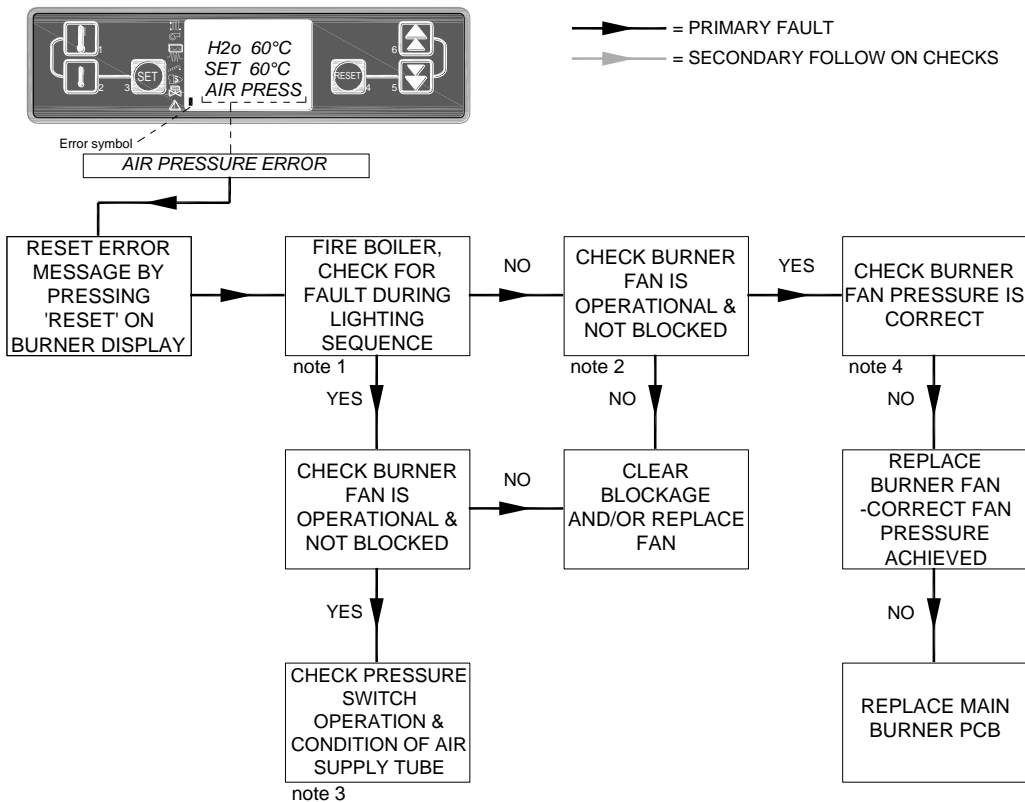 = PRIMARY FAULT
= SECONDARY FOLLOW ON CHECKS
1
2
3
SET
H2o 60°C
SET 60°C
AIR PRESS
RESET
4
5
6
Error symbol
AIR PRESSURE ERROR
RESET ERROR
MESSAGE BY
PRESSING
'RESET' ON
BURNER DISPLAY
FIRE BOILER,
CHECK FOR
FAULT DURING
LIGHTING
SEQUENCE
note 1
NO
CHECK BURNER
FAN IS
OPERATIONAL &
NOT BLOCKED
note 2
YES
CHECK BURNER
FAN PRESSURE IS
CORRECT
note 4
YES
NO
NO
CHECK BURNER
FAN IS
OPERATIONAL &
NOT BLOCKED
NO
CLEAR
BLOCKAGE
AND/OR REPLACE
FAN
REPLACE
BURNER FAN
-CORRECT FAN
PRESSURE
ACHIEVED
YES
NO
CHECK PRESSURE
SWITCH
OPERATION &
CONDITION OF AIR
SUPPLY TUBE
note 3
REPLACE MAIN
BURNER PCB